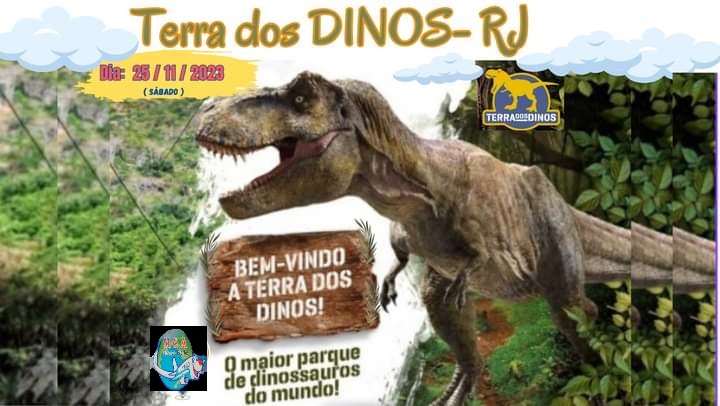 Terra dos DINOS- RJ
Dia: 25 / 11 / 2023
( SÁBADO )
TERRA DOS DINOS
BEM-VINDO
A TERRA DOS
DINOS!
O maior parque
de dinossauros
do mundo!